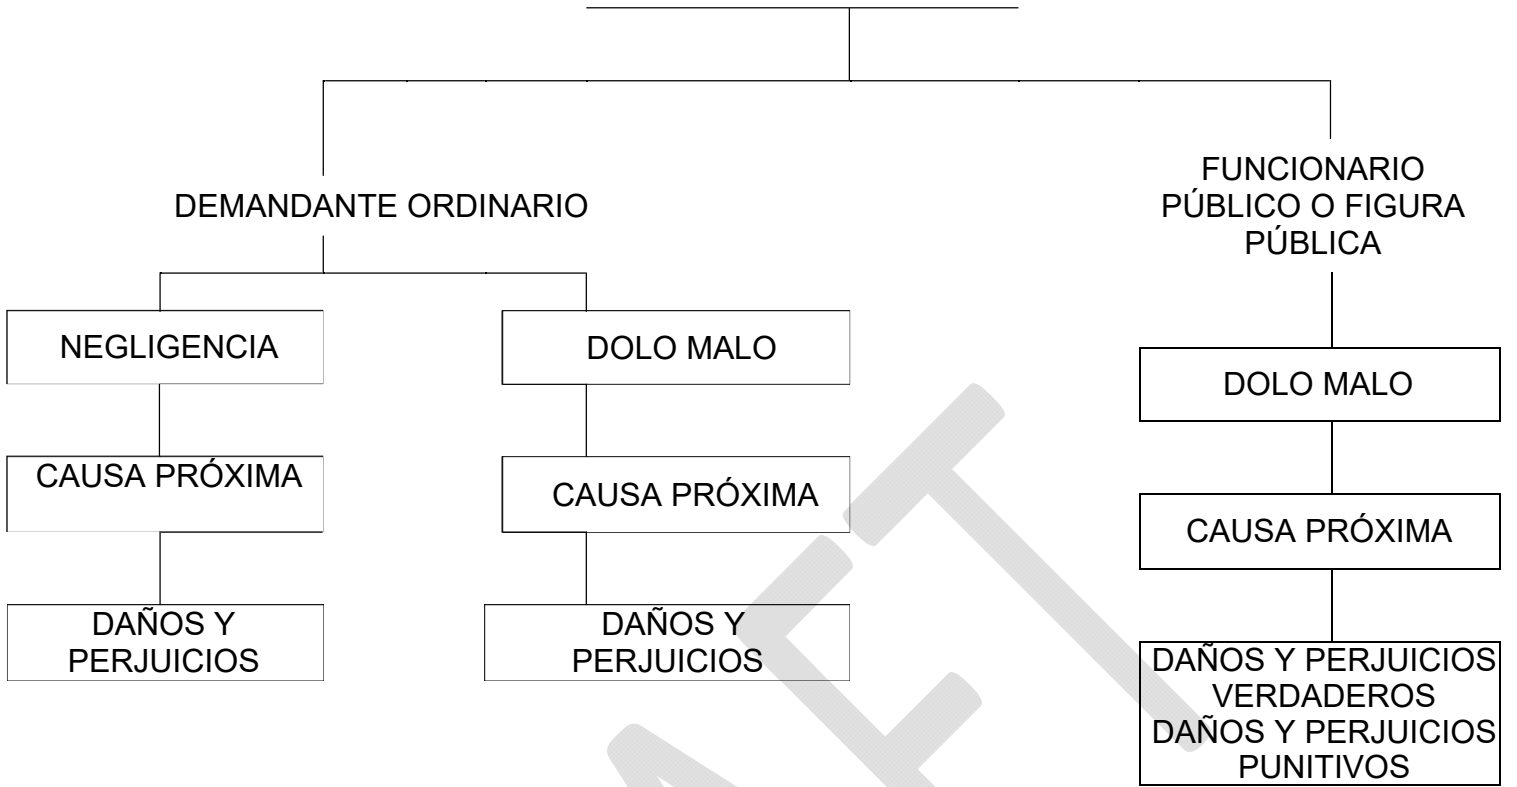 DEMANDANTE ORDINARIO
FUNCIONARIO
PÚBLICO O FIGURA
PÚBLICA
NEGLIGENCIA
CAUSA PRÓXIMA
DAÑOS Y
PERJUICIOS
DOLO MALO
CAUSA PRÓXIMA
DAÑOS Y
PERJUICIOS
DOLO MALO
CAUSA PRÓXIMA
DAÑOS Y PERJUICIOS
VERDADEROS
DAÑOS Y PERJUICIOS
PUNITIVOS